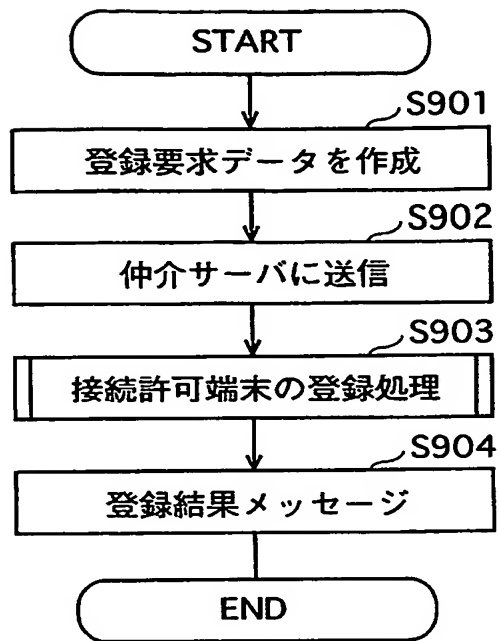 START
S901
登録要求データを作成
S902
仲介サーバに送信
S903
接続許可端末の登録処理
S904
登録結果メッセージ
END